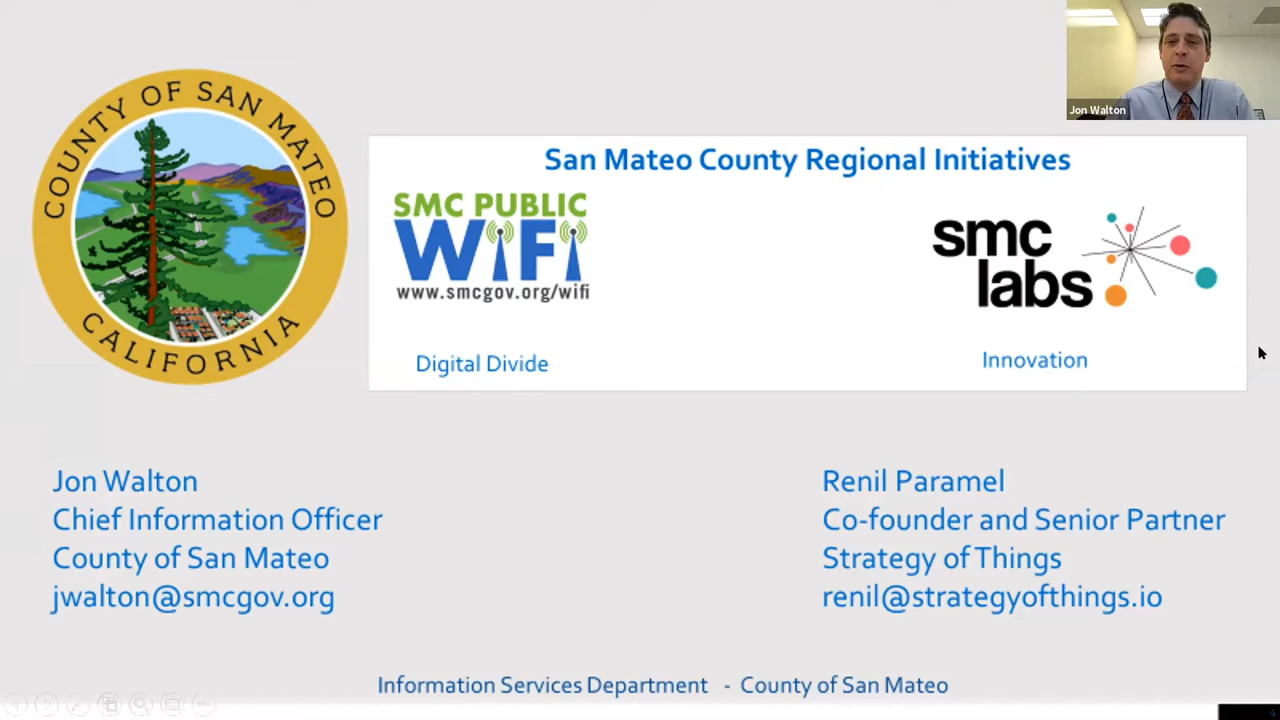 Jon Walton
COUNTY OF SAN MATEO
CALIFORNIA
San Mateo County Regional Initiatives
SMC PUBLIC
WiFi
www.smcgov.org/wifi
Digital Divide
smc
labs
Innovation
Jon Walton
Chief Information Officer
County of San Mateo
jwalton@smcgov.org
Renil Paramel
Co-founder and Senior Partner
Strategy of Things
renil@strategyofthings.io
Information Services Department - County of San Mateo